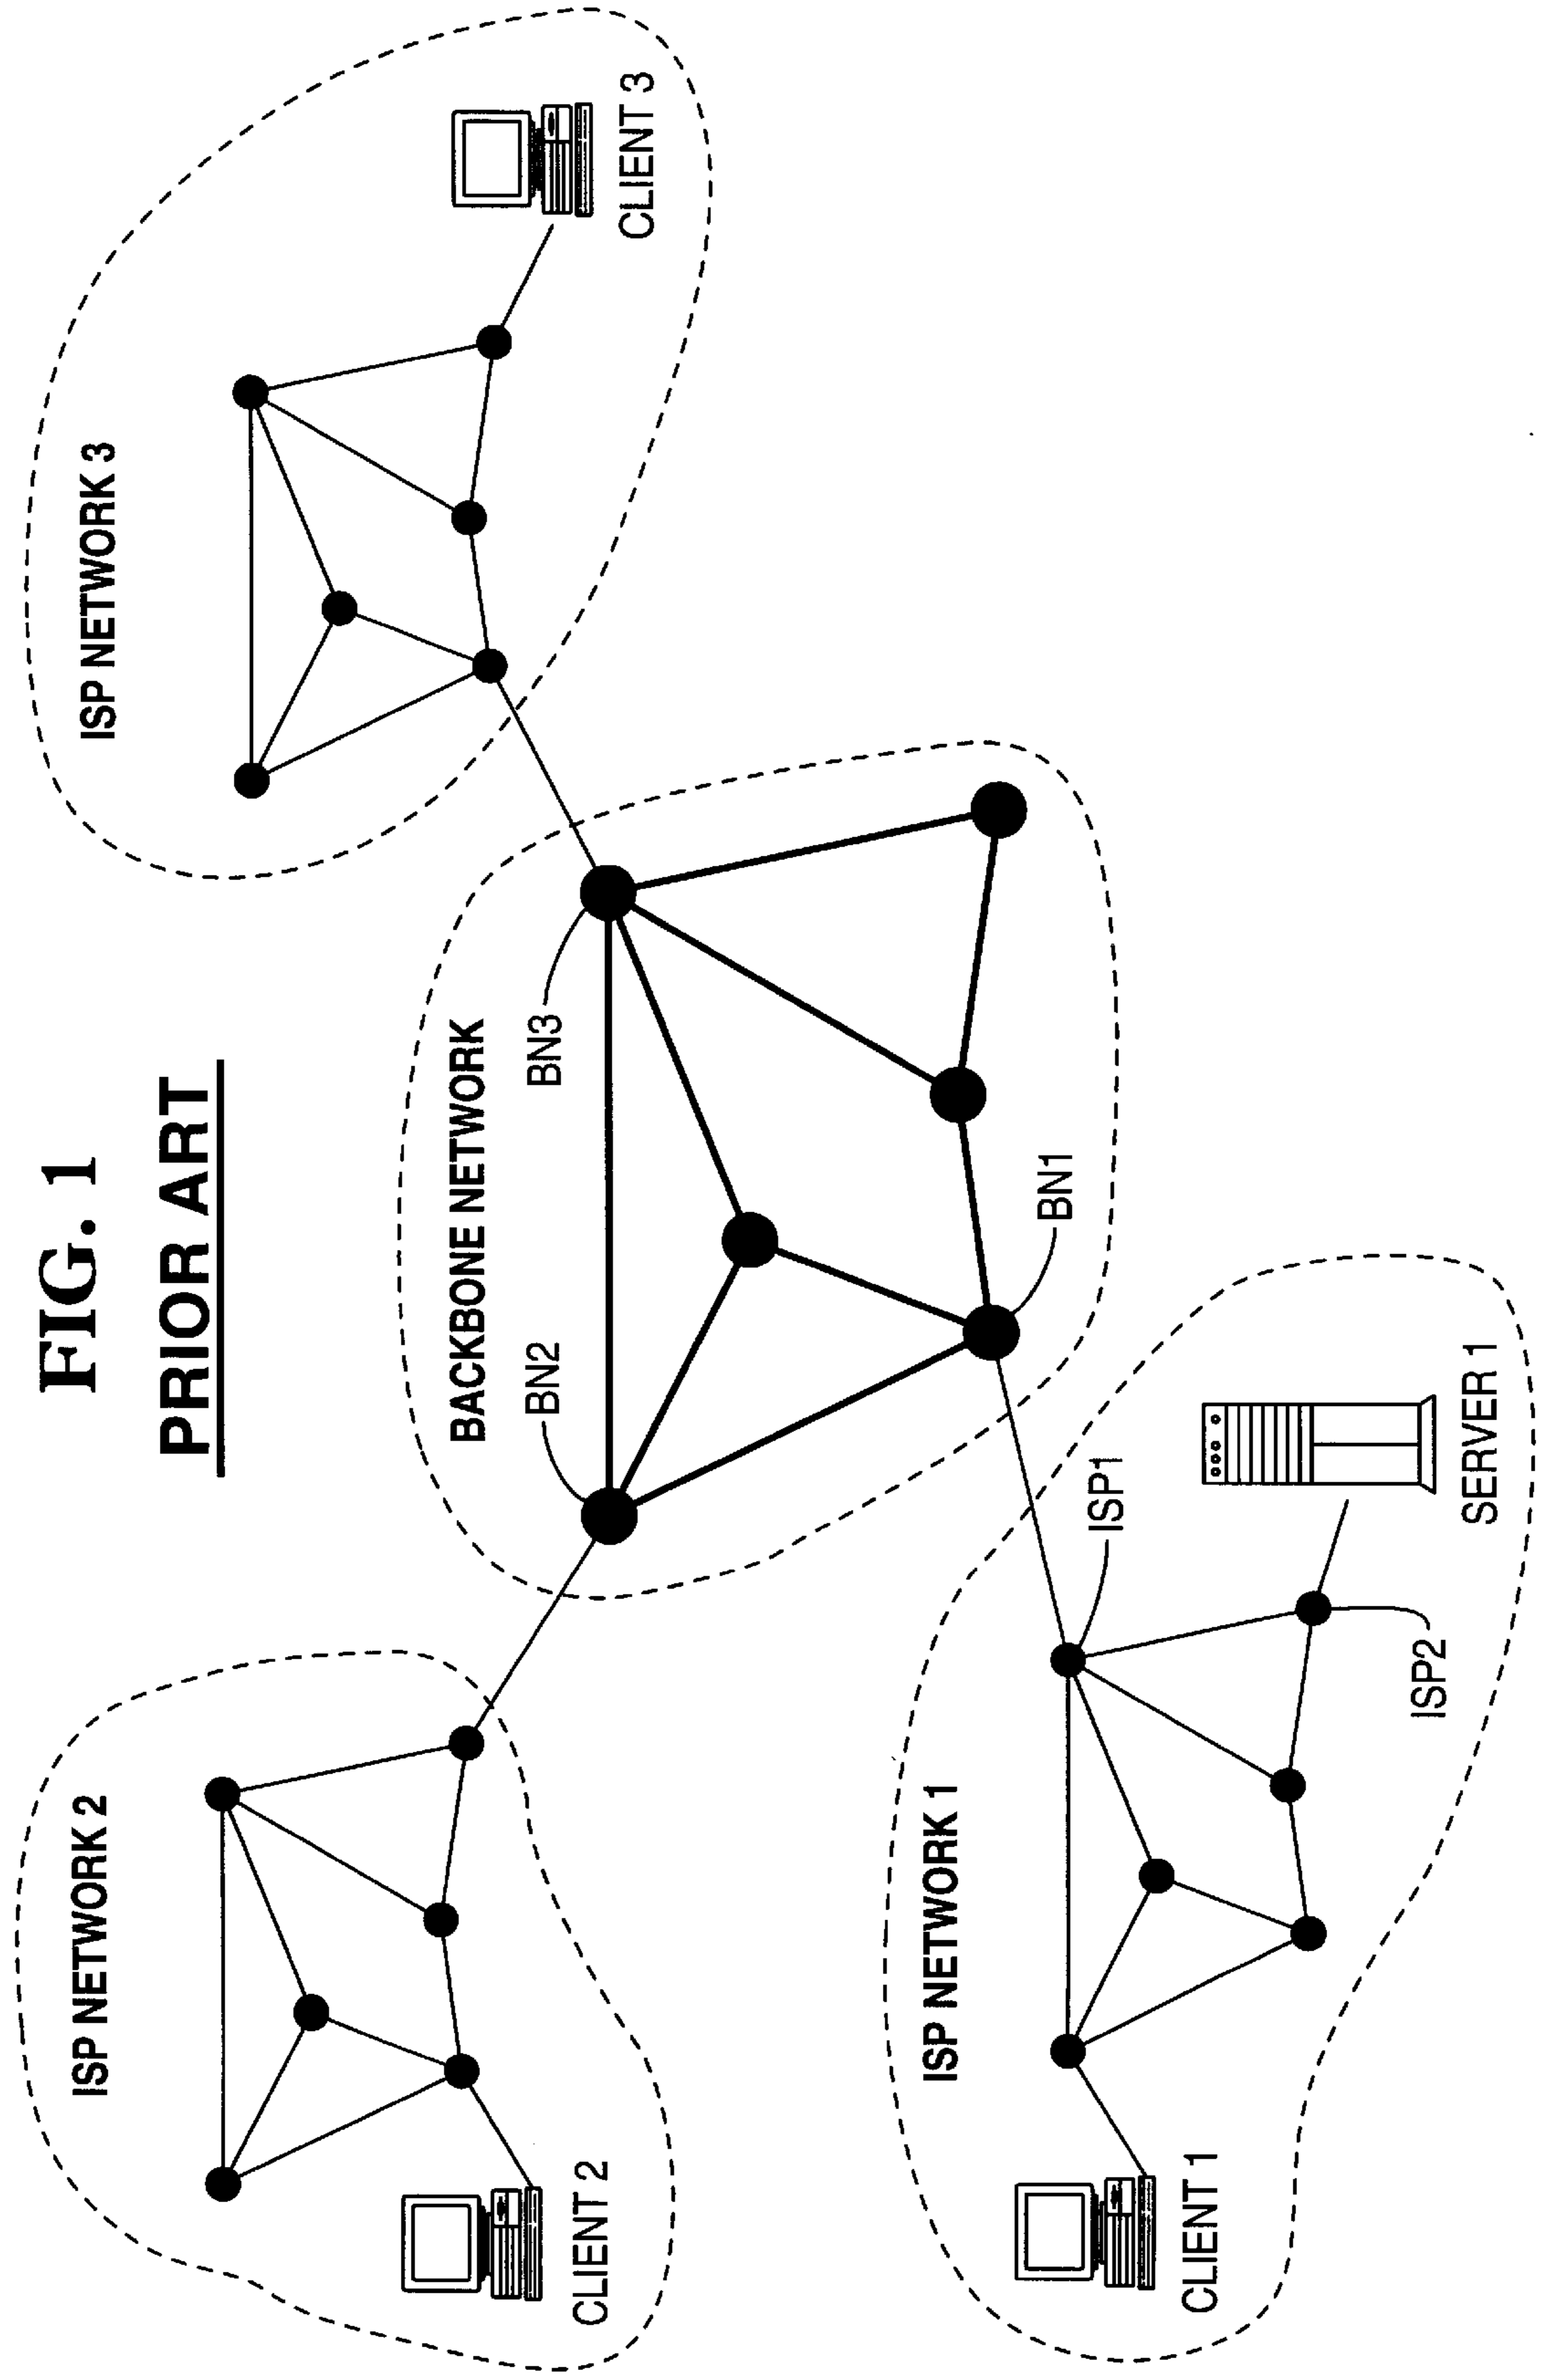 FIG. 1
PRIOR ART
ISP NETWORK 2
CLIENT 2
BACKBONE NETWORK
BN2
BN3
BN1
ISP NETWORK 3
CLIENT 3
ISP NETWORK 1
ISP1
ISP2
CLIENT 1
SERVER 1